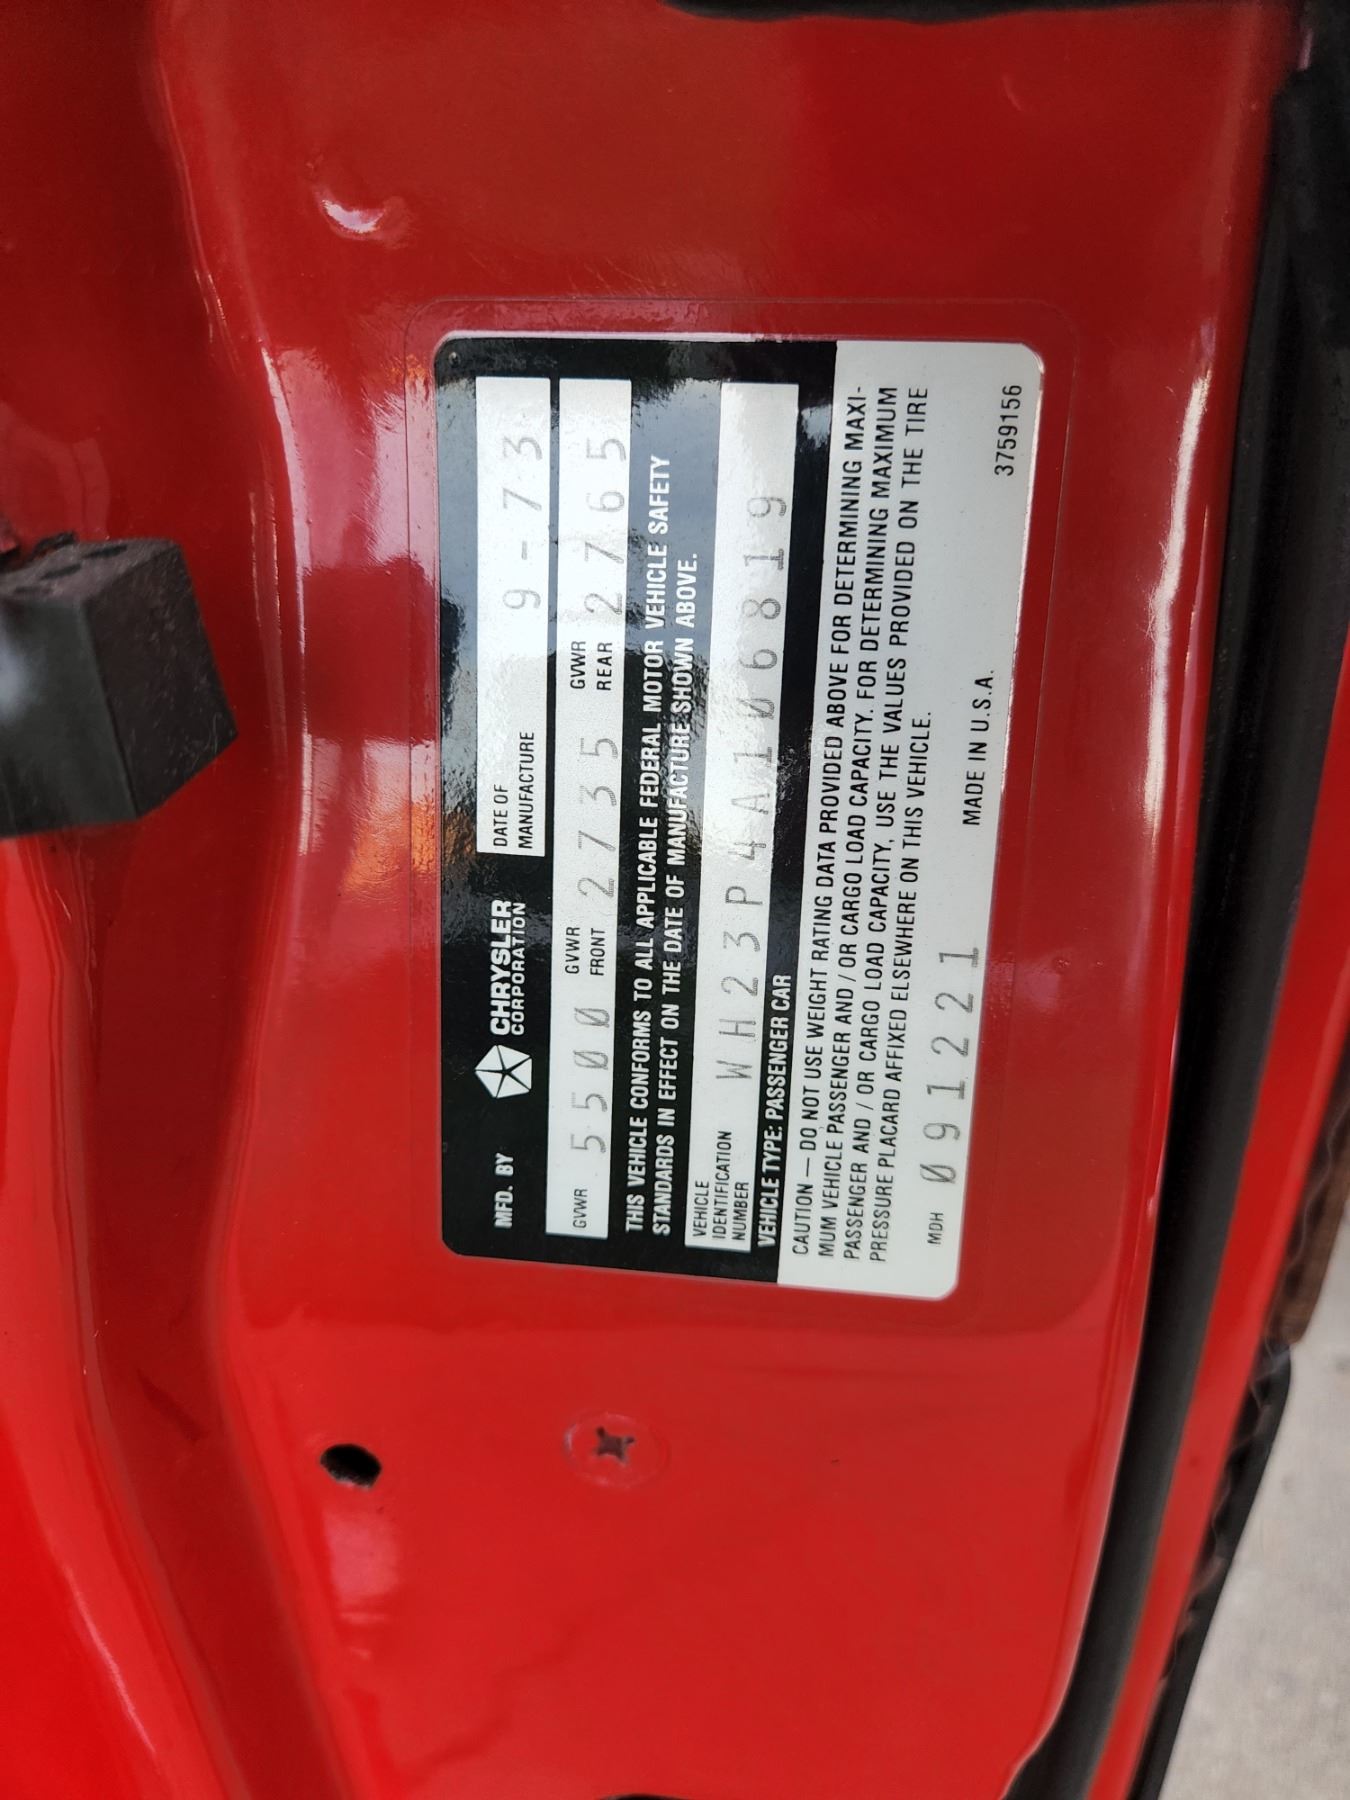 MFD. BY CHRYSLER CORPORATION
DATE OF MANUFACTURE 9-73
GVWR 5500 GVWR FRONT 2735 GVWR REAR 2765
THIS VEHICLE CONFORMS TO ALL APPLICABLE FEDERAL MOTOR VEHICLE SAFETY
STANDARDS IN EFFECT ON THE DATE OF MANUFACTURE SHOWN ABOVE.
VEHICLE IDENTIFICATION NUMBER WH23P4A106819
VEHICLE TYPE: PASSENGER CAR
CAUTION — DO NOT USE WEIGHT RATING DATA PROVIDED ABOVE FOR DETERMINING MAXI-
MUM VEHICLE PASSENGER AND / OR CARGO LOAD CAPACITY. FOR DETERMINING MAXIMUM
PASSENGER AND / OR CARGO LOAD CAPACITY, USE THE VALUES PROVIDED ON THE TIRE
PRESSURE PLACARD AFFIXED ELSEWHERE ON THIS VEHICLE.
MDH 091221 MADE IN U.S.A.
3759156